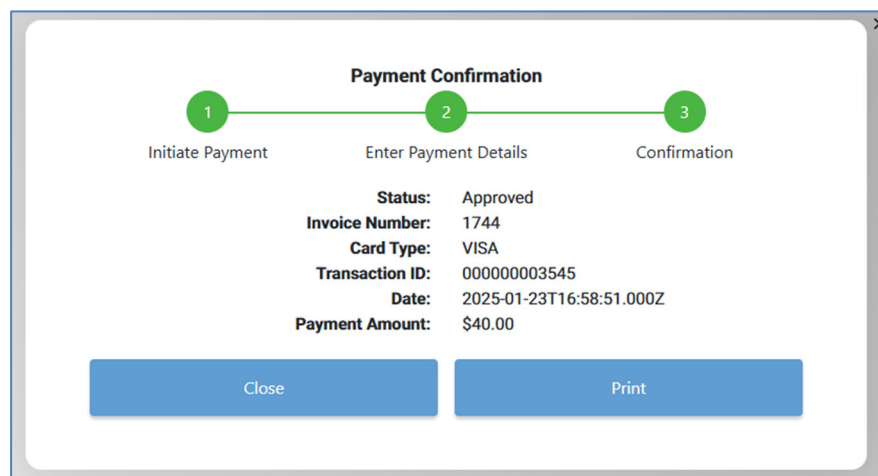 Payment Confirmation
1 2 3
Initiate Payment Enter Payment Details Confirmation
Status: Approved
Invoice Number: 1744
Card Type: VISA
Transaction ID: 000000003545
Date: 2025-01-23T16:58:51.000Z
Payment Amount: $40.00
Close Print